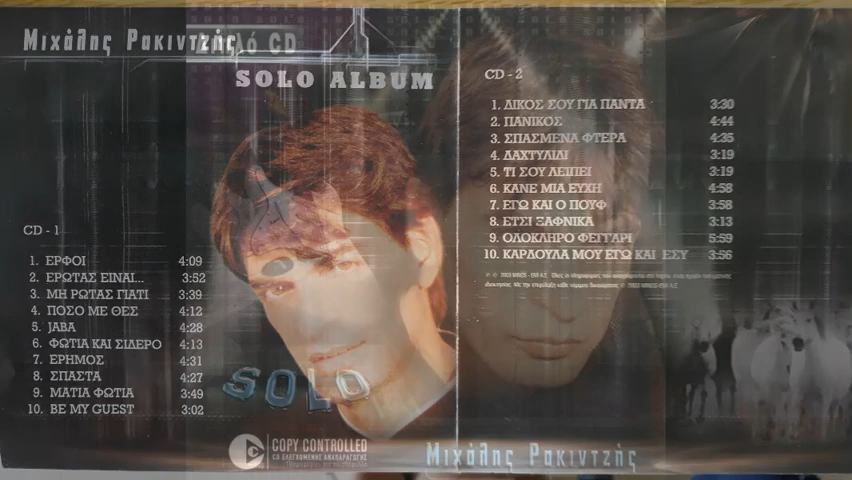 Μιχάλης Ρακιντζής
CD
SOLO ALBUM
CD - 1
1. ΕΡΦΟΙ 4:09
2. ΕΡΩΤΑΣ ΕΙΝΑΙ... 3:52
3. ΜΗ ΡΩΤΑΣ ΓΙΑΤΙ 3:39
4. ΠΟΣΟ ΜΕ ΘΕΣ 4:12
5. JABA 4:28
6. ΦΩΤΙΑ ΚΑΙ ΣΙΔΕΡΟ 4:13
7. ΕΡΗΜΟΣ 4:31
8. ΣΠΑΣΤΑ 4:27
9. ΜΑΤΙΑ ΦΩΤΙΑ 3:49
10. BE MY GUEST 3:02
SOLO
COPY CONTROLLED
CD ΕΛΕΓΧΟΜΕΝΗΣ ΑΝΑΠΑΡΑΓΩΓΗΣ
CD - 2
1. ΔΙΚΟΣ ΣΟΥ ΓΙΑ ΠΑΝΤΑ 3:30
2. ΠΑΝΙΚΟΣ 4:44
3. ΣΠΑΣΜΕΝΑ ΦΤΕΡΑ 4:35
4. ΔΑΧΤΥΛΙΔΙ 3:19
5. ΤΙ ΣΟΥ ΛΕΙΠΕΙ 3:19
6. ΚΑΝΕ ΜΙΑ ΕΥΧΗ 4:58
7. ΕΓΩ ΚΑΙ Ο ΠΟΥΦ 3:58
8. ΕΤΣΙ ΞΑΦΝΙΚΑ 3:13
9. ΟΛΟΚΛΗΡΟ ΦΕΓΓΑΡΙ 5:59
10. ΚΑΡΔΟΥΛΑ ΜΟΥ ΕΓΩ ΚΑΙ ΕΣΥ 3:56
Μιχάλης Ρακιντζής